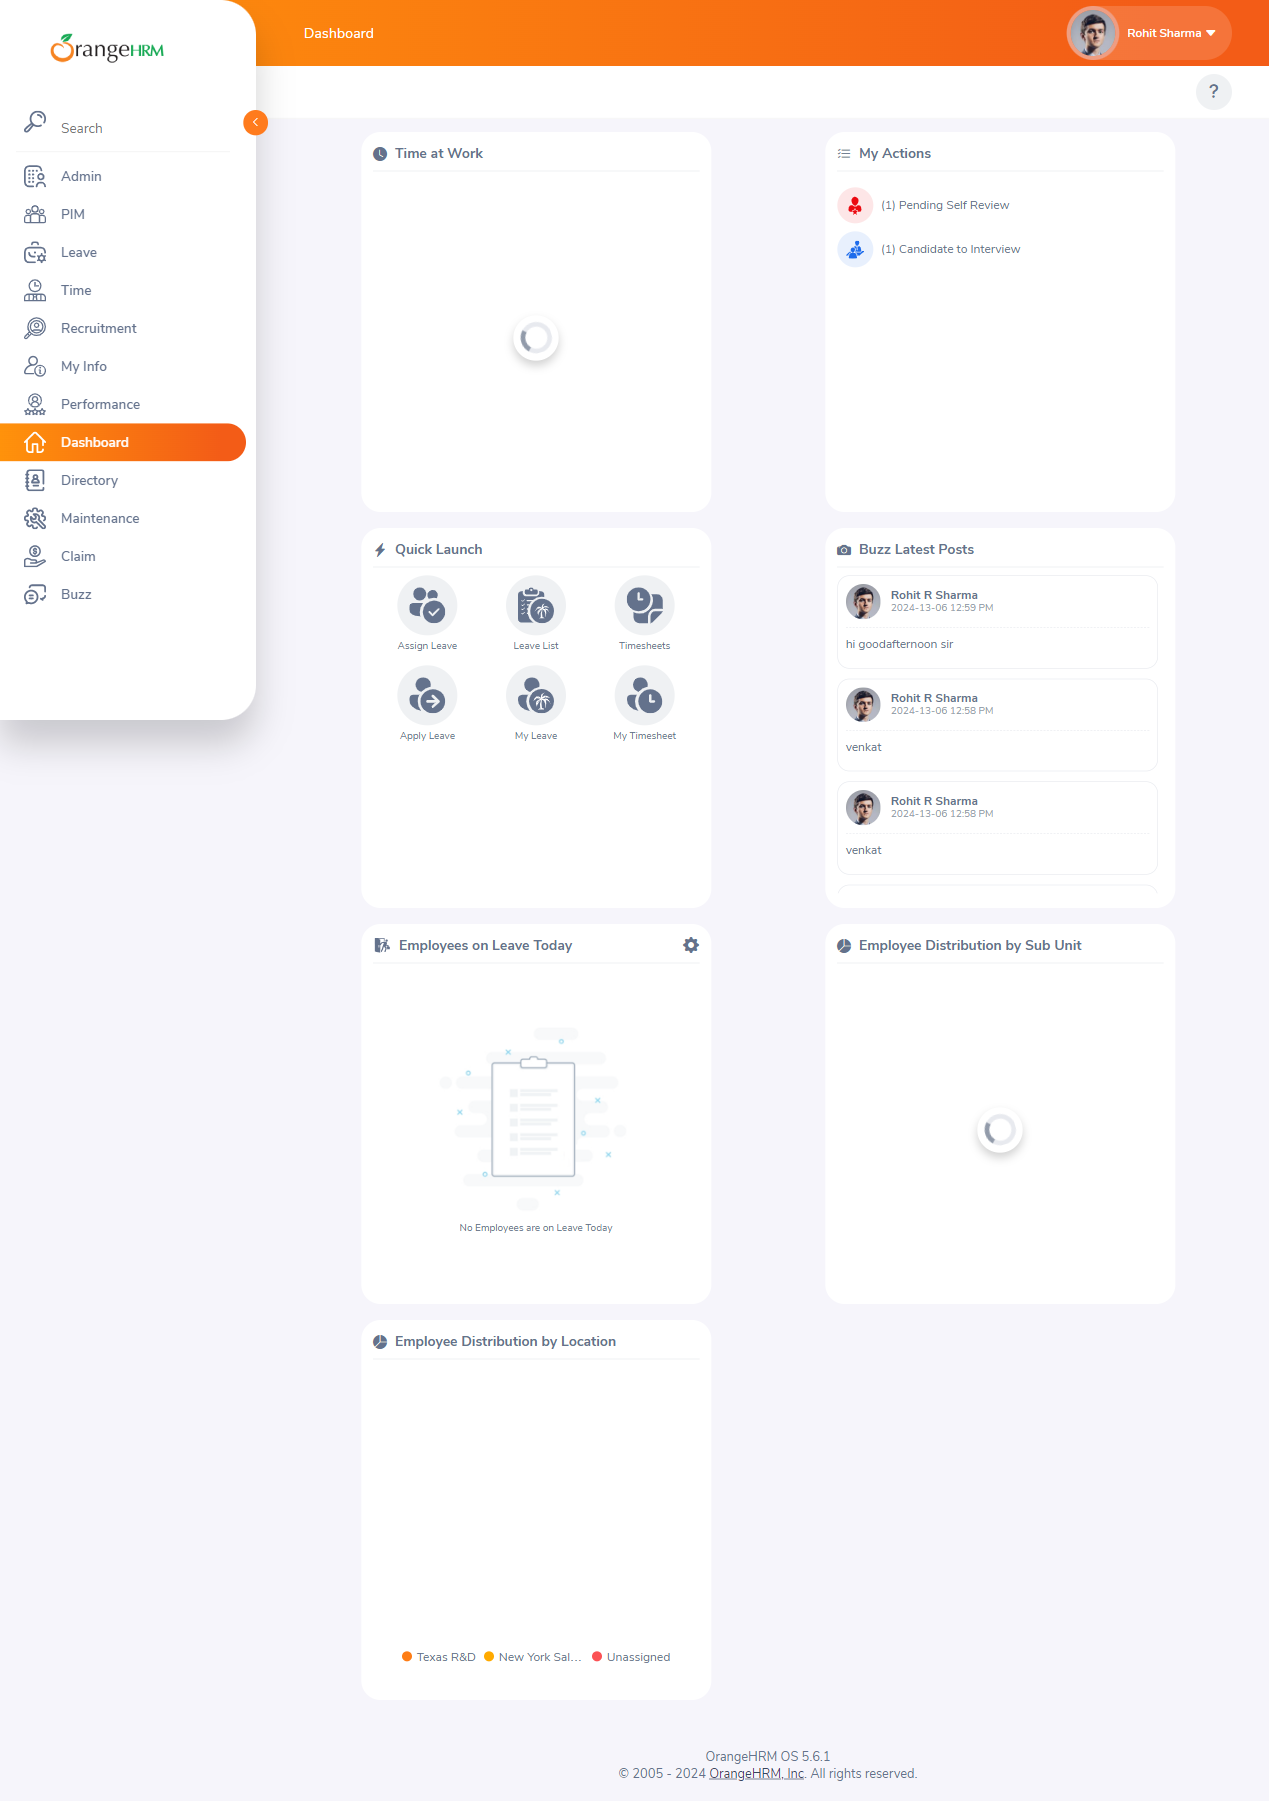 OrangeHRM
Search
Admin
PIM
Leave
Time
Recruitment
My Info
Performance
Dashboard
Directory
Maintenance
Claim
Buzz
Dashboard
Rohit Sharma
?
Time at Work
My Actions
(1) Pending Self Review
(1) Candidate to Interview
Quick Launch
Assign Leave
Leave List
Timesheets
Apply Leave
My Leave
My Timesheet
Buzz Latest Posts
Rohit R Sharma
2024-13-06 12:59 PM
hi goodafternoon sir
Rohit R Sharma
2024-13-06 12:58 PM
venkat
Rohit R Sharma
2024-13-06 12:58 PM
venkat
Employees on Leave Today
No Employees are on Leave Today
Employee Distribution by Sub Unit
Employee Distribution by Location
Texas R&D
New York Sal...
Unassigned
OrangeHRM OS 5.6.1
© 2005 - 2024 OrangeHRM, Inc. All rights reserved.